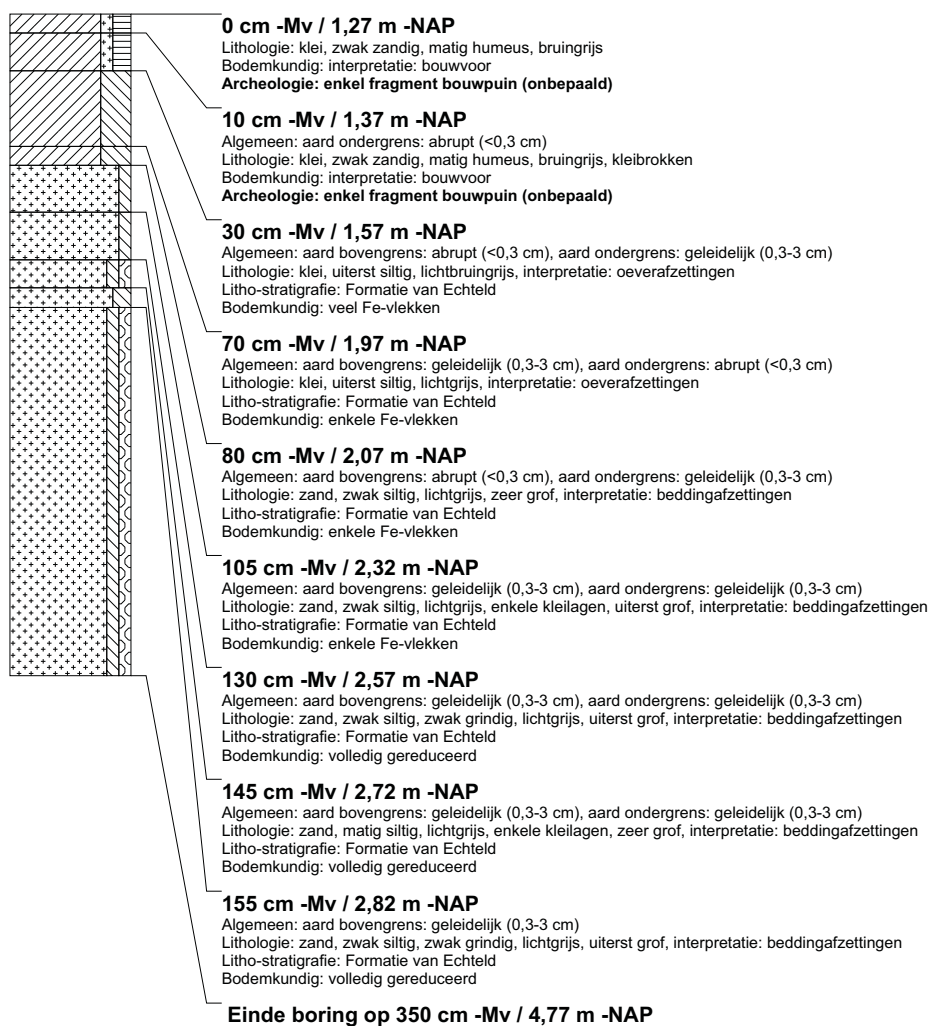 0 cm -Mv / 1,27 m -NAP
Lithologie: klei, zwak zandig, matig humeus, bruingrijs
Bodemkundig: interpretatie: bouwvoor
Archeologie: enkel fragment bouwpuin (onbepaald)
10 cm -Mv / 1,37 m -NAP
Algemeen: aard ondergrens: abrupt (<0,3 cm)
Lithologie: klei, zwak zandig, matig humeus, bruingrijs, kleibrokken
Bodemkundig: interpretatie: bouwvoor
Archeologie: enkel fragment bouwpuin (onbepaald)
30 cm -Mv / 1,57 m -NAP
Algemeen: aard bovengrens: abrupt (<0,3 cm), aard ondergrens: geleidelijk (0,3-3 cm)
Lithologie: klei, uiterst siltig, lichtbruingrijs, interpretatie: oeverafzettingen
Litho-stratigrafie: Formatie van Echteld
Bodemkundig: veel Fe-vlekken
70 cm -Mv / 1,97 m -NAP
Algemeen: aard bovengrens: geleidelijk (0,3-3 cm), aard ondergrens: abrupt (<0,3 cm)
Lithologie: klei, uiterst siltig, lichtgrijs, interpretatie: oeverafzettingen
Litho-stratigrafie: Formatie van Echteld
Bodemkundig: enkele Fe-vlekken
80 cm -Mv / 2,07 m -NAP
Algemeen: aard bovengrens: abrupt (<0,3 cm), aard ondergrens: geleidelijk (0,3-3 cm)
Lithologie: zand, zwak siltig, lichtgrijs, zeer grof, interpretatie: beddingafzettingen
Litho-stratigrafie: Formatie van Echteld
Bodemkundig: enkele Fe-vlekken
105 cm -Mv / 2,32 m -NAP
Algemeen: aard bovengrens: geleidelijk (0,3-3 cm), aard ondergrens: geleidelijk (0,3-3 cm)
Lithologie: zand, zwak siltig, lichtgrijs, enkele kleilagen, uiterst grof, interpretatie: beddingafzettingen
Litho-stratigrafie: Formatie van Echteld
Bodemkundig: enkele Fe-vlekken
130 cm -Mv / 2,57 m -NAP
Algemeen: aard bovengrens: geleidelijk (0,3-3 cm), aard ondergrens: geleidelijk (0,3-3 cm)
Lithologie: zand, zwak siltig, zwak grindig, lichtgrijs, uiterst grof, interpretatie: beddingafzettingen
Litho-stratigrafie: Formatie van Echteld
Bodemkundig: volledig gereduceerd
145 cm -Mv / 2,72 m -NAP
Algemeen: aard bovengrens: geleidelijk (0,3-3 cm), aard ondergrens: geleidelijk (0,3-3 cm)
Lithologie: zand, matig siltig, lichtgrijs, enkele kleilagen, zeer grof, interpretatie: beddingafzettingen
Litho-stratigrafie: Formatie van Echteld
Bodemkundig: volledig gereduceerd
155 cm -Mv / 2,82 m -NAP
Algemeen: aard bovengrens: geleidelijk (0,3-3 cm)
Lithologie: zand, zwak siltig, zwak grindig, lichtgrijs, uiterst grof, interpretatie: beddingafzettingen
Litho-stratigrafie: Formatie van Echteld
Bodemkundig: volledig gereduceerd
Einde boring op 350 cm -Mv / 4,77 m -NAP